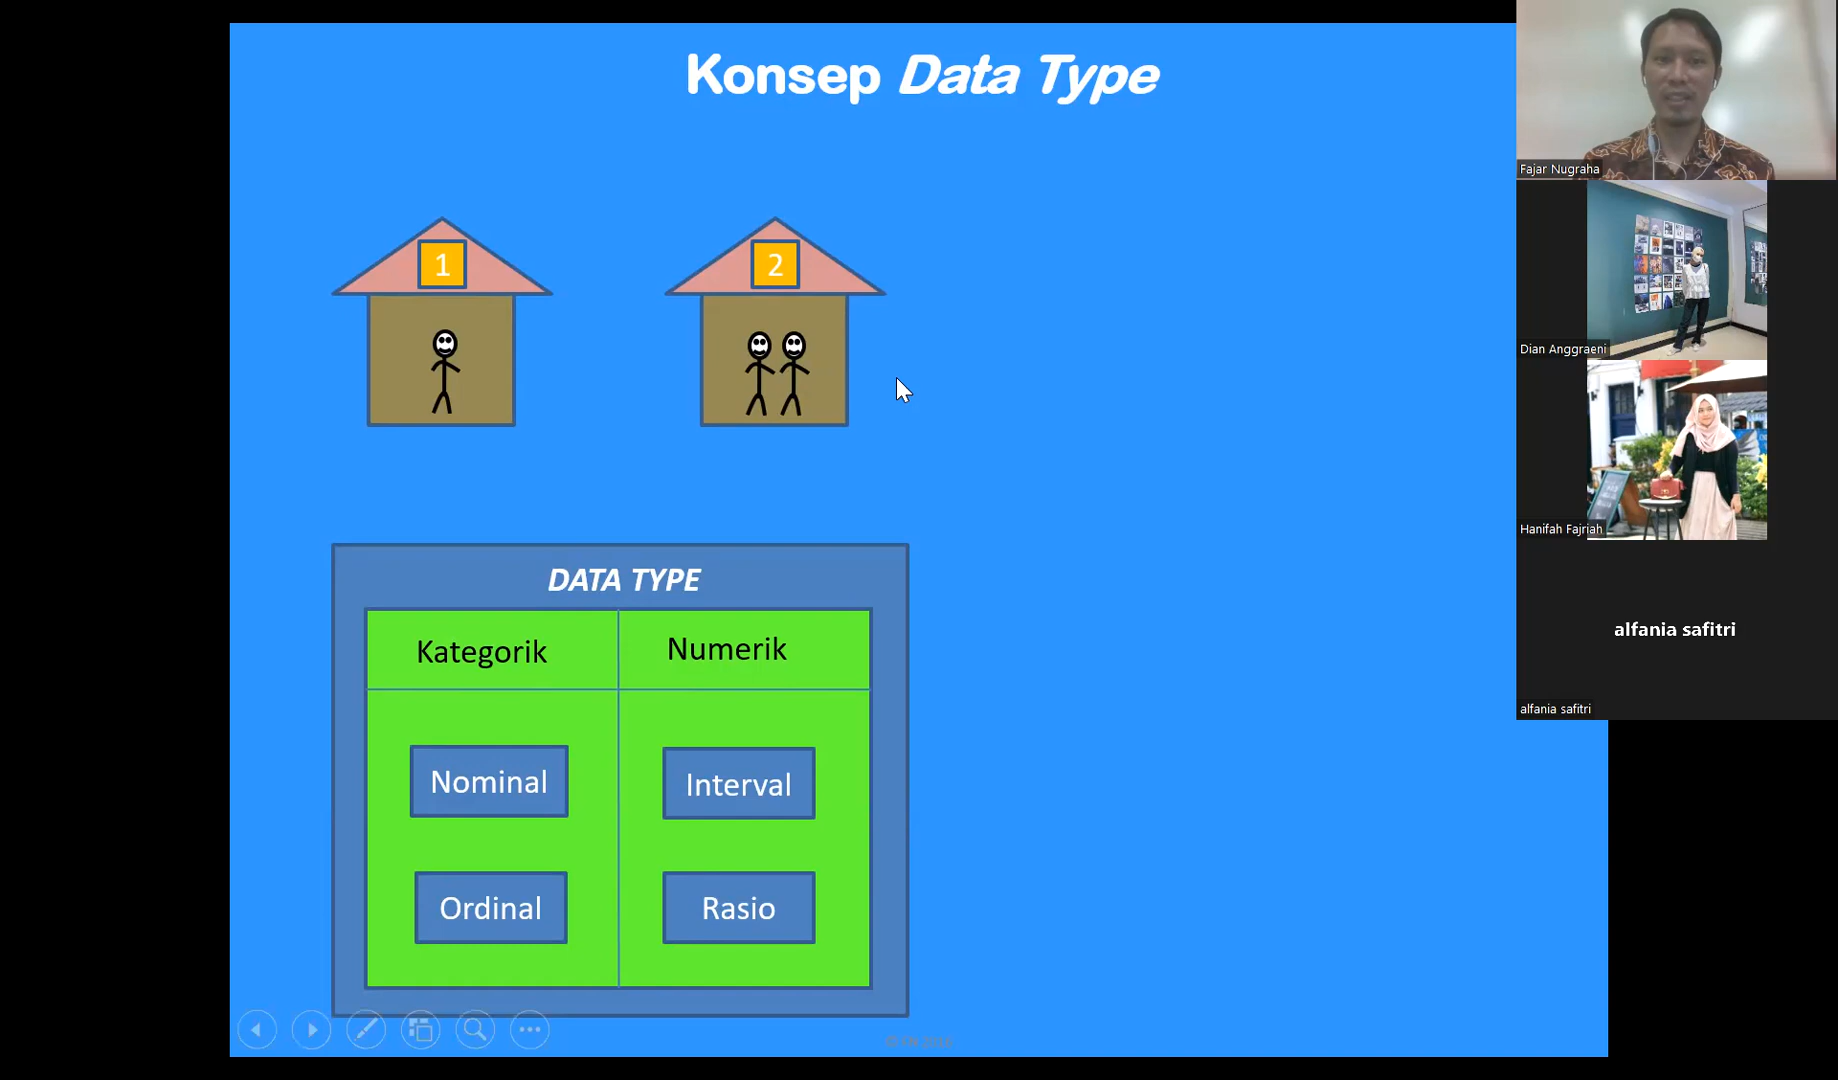 Konsep Data Type
1
2
DATA TYPE
Kategorik
Numerik
Nominal
Interval
Ordinal
Rasio
Fajar Nugraha
Dian Anggraeni
Hanifah Fajriah
alfania safitri
alfania safitri